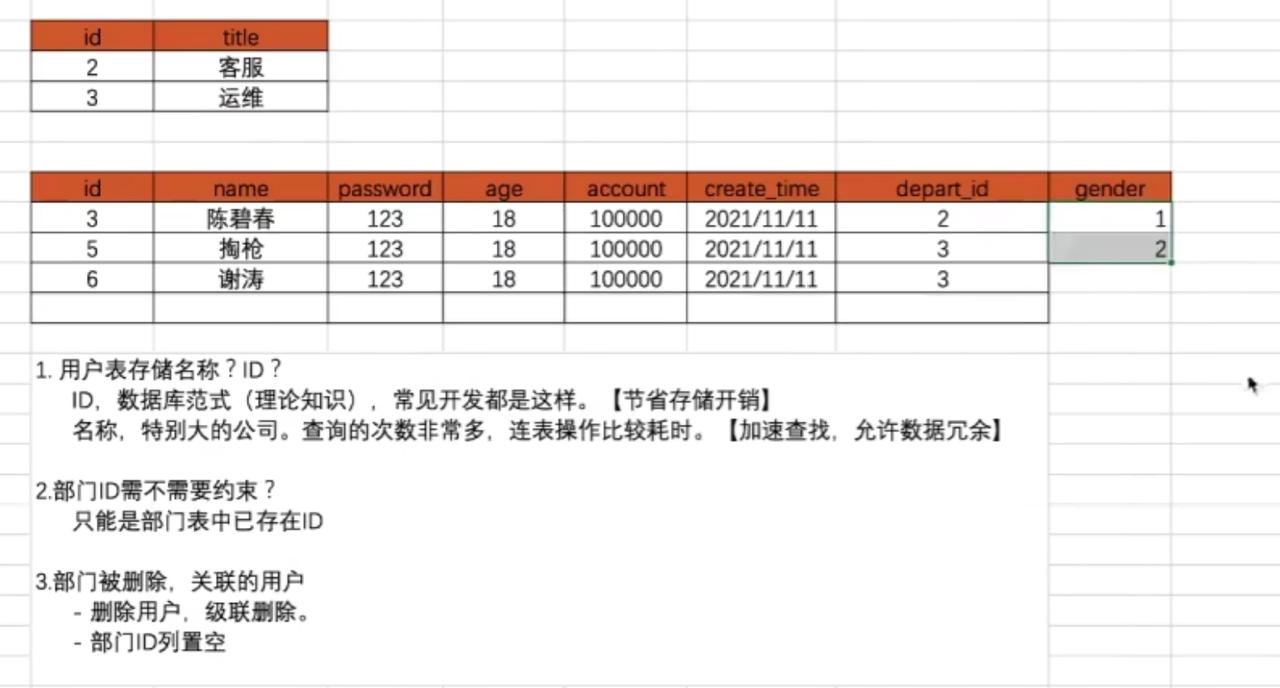 id title
2 客服
3 运维
id name password age account create_time depart_id gender
3 陈碧春 123 18 100000 2021/11/11 2 1
5 掏枪 123 18 100000 2021/11/11 3 2
6 谢涛 123 18 100000 2021/11/11 3
1. 用户表存储名称？ID？
ID，数据库范式（理论知识），常见开发都是这样。【节省存储开销】
名称，特别大的公司。查询的次数非常多，连表操作比较耗时。【加速查找，允许数据冗余】
2.部门ID需不需要约束？
只能是部门表中已存在ID
3.部门被删除，关联的用户
- 删除用户，级联删除。
- 部门ID列置空